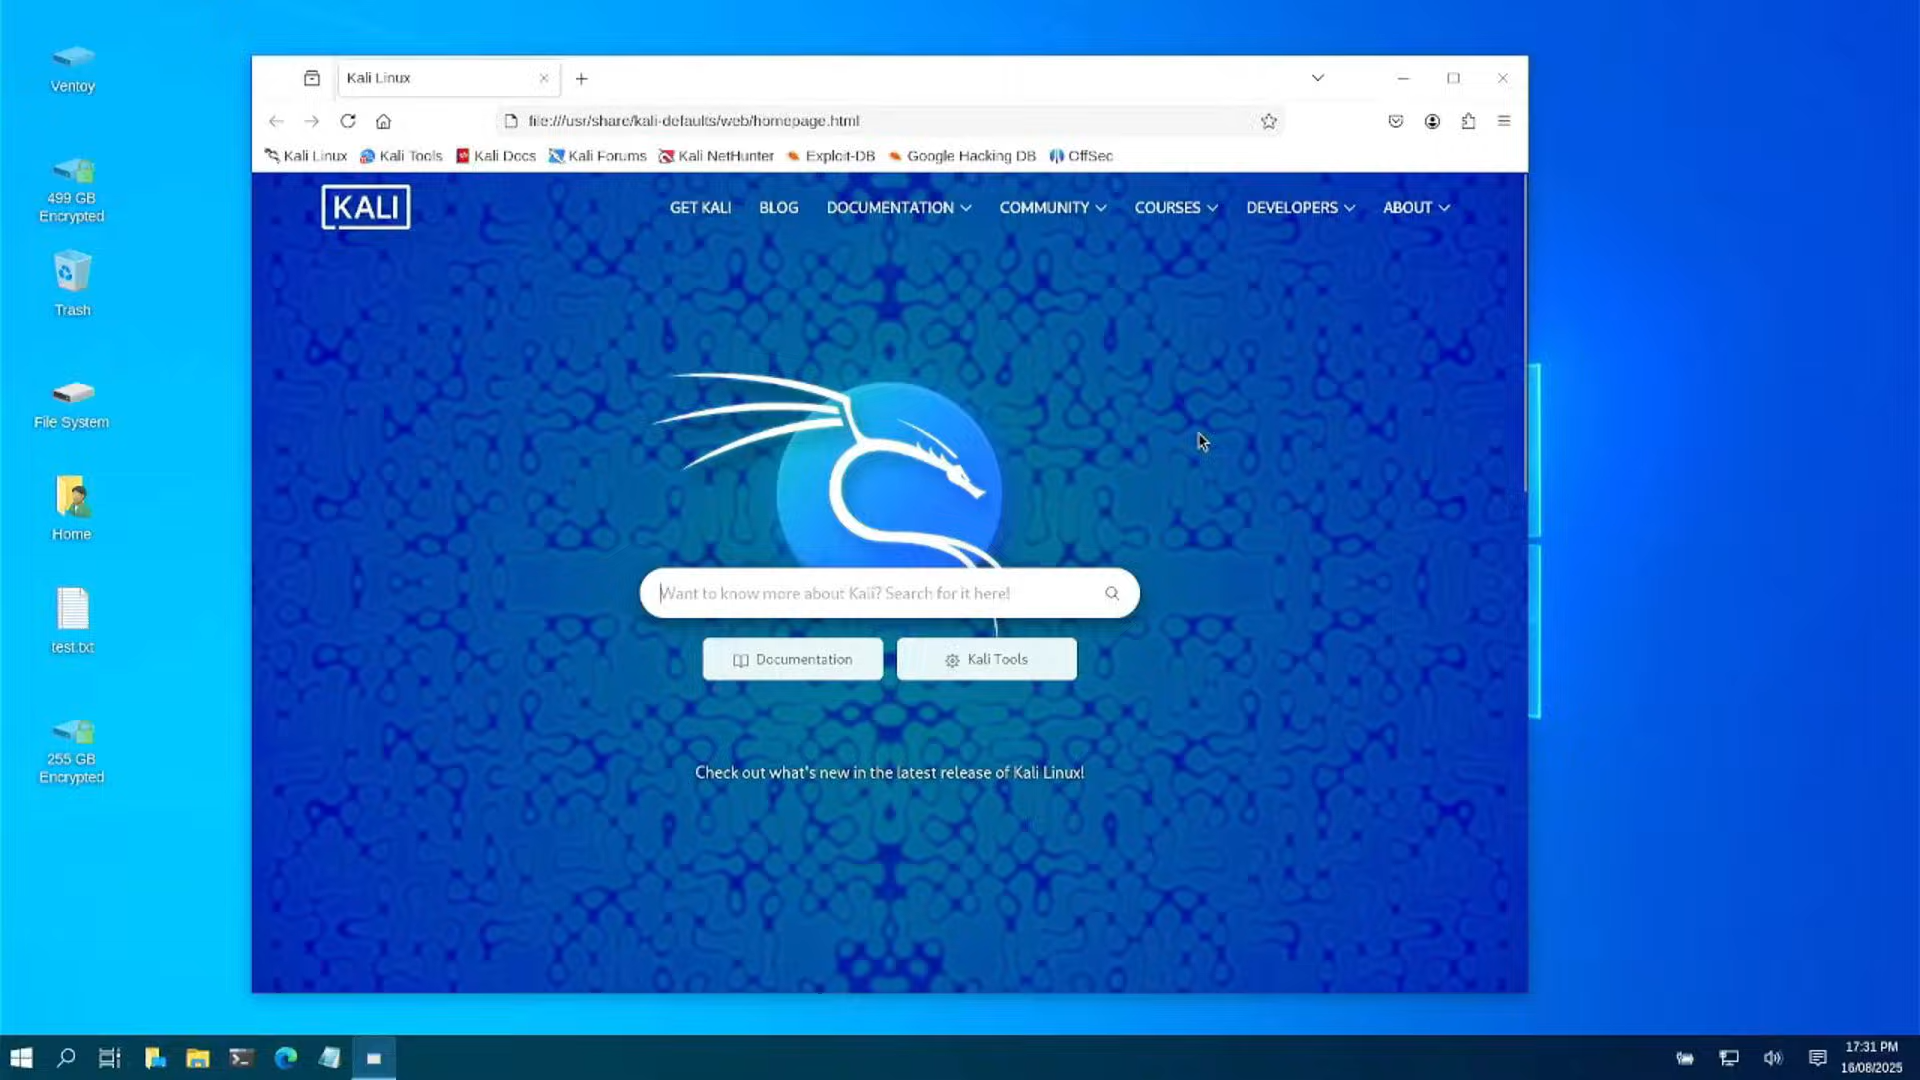 Ventoy
499 GB
Encrypted
Trash
File System
Home
test.txt
255 GB
Encrypted
Kali Linux
file:///usr/share/kali-defaults/web/homepage.html
Kali Linux Kali Tools Kali Docs Kali Forums Kali NetHunter Exploit-DB Google Hacking DB OffSec
KALI GET KALI BLOG DOCUMENTATION COMMUNITY COURSES DEVELOPERS ABOUT
Want to know more about Kali? Search for it here!
Documentation Kali Tools
Check out what's new in the latest release of Kali Linux!
17:31 PM
16/08/2025